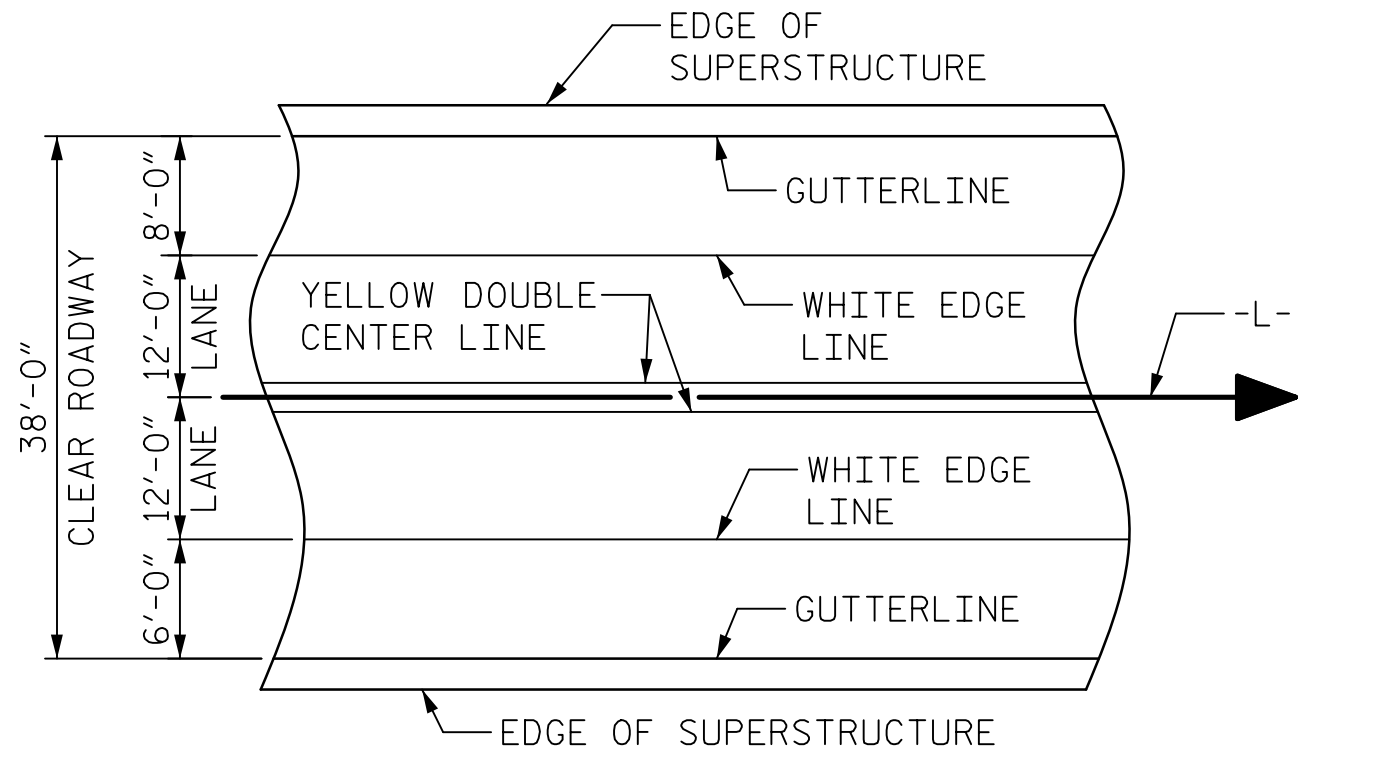 EDGE OF
SUPERSTRUCTURE
GUTTERLINE
8'-0"
YELLOW DOUBLE
CENTER LINE
WHITE EDGE
LINE
-L-
12'-0"
LANE
38'-0"
CLEAR ROADWAY
12'-0"
LANE
WHITE EDGE
LINE
6'-0"
GUTTERLINE
EDGE OF SUPERSTRUCTURE